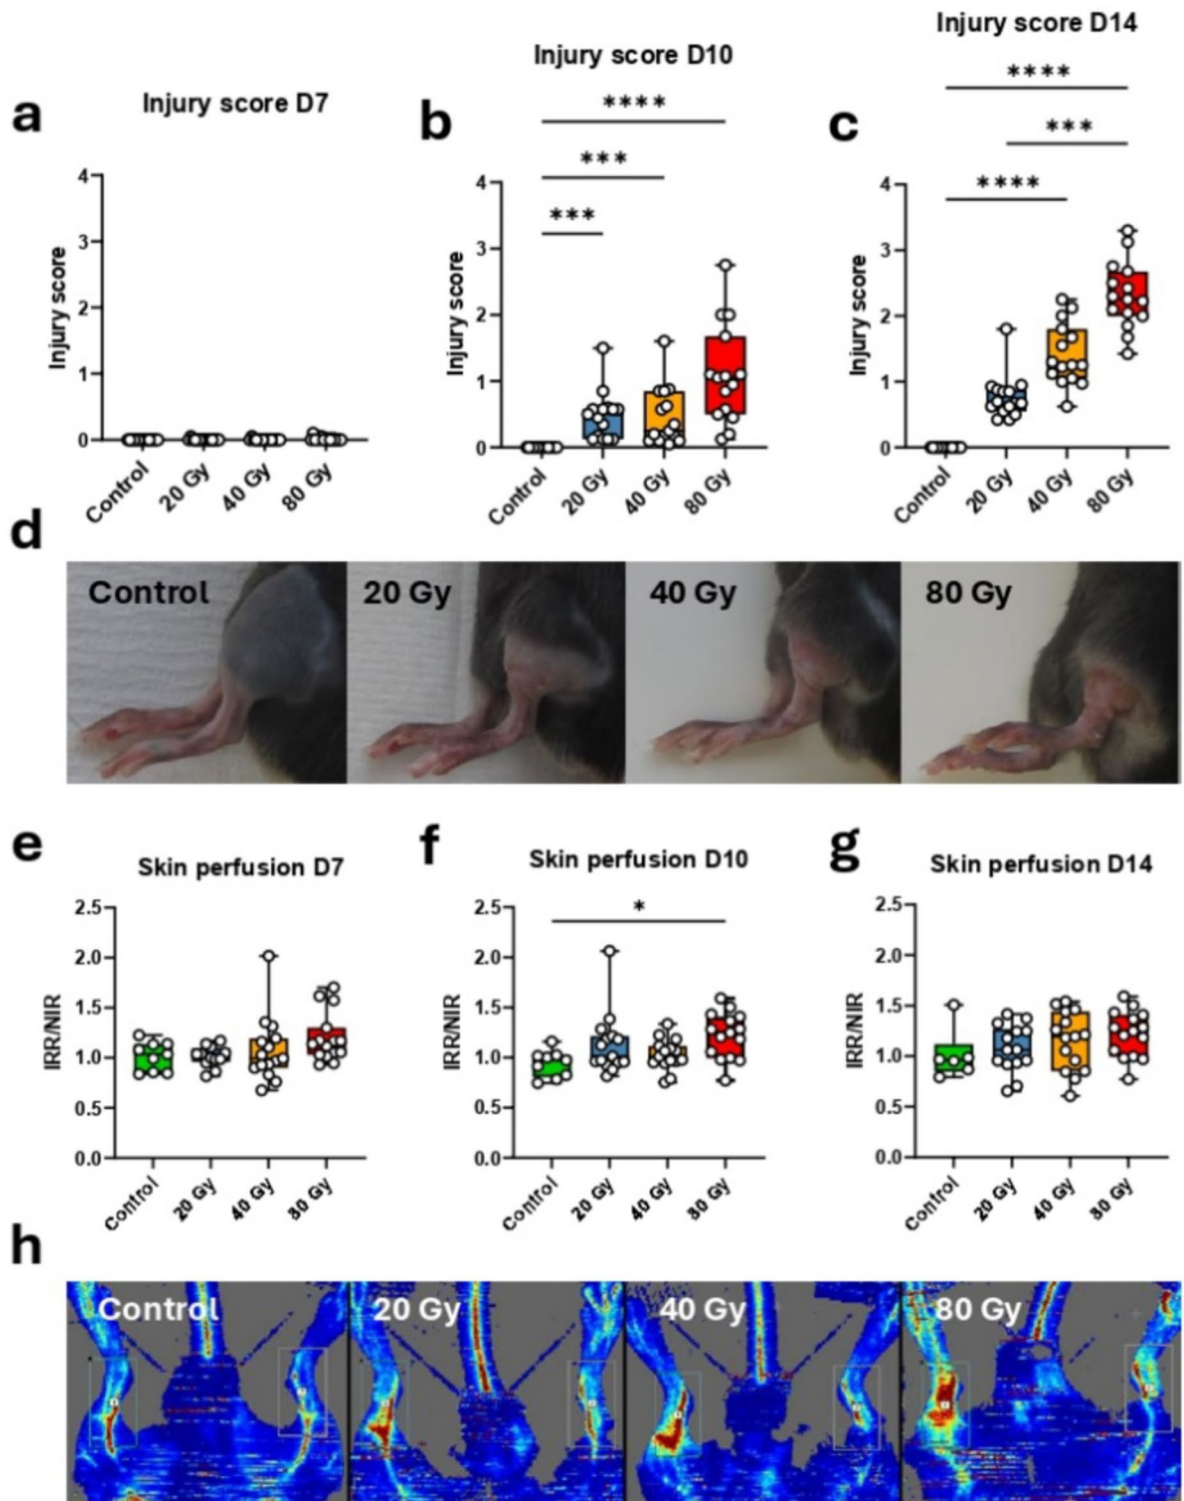 Injury score D14
Injury score D10
Injury score D7
a
b
c
****
***
***
****
***
****
Injury score
4
3
2
1
0
Control
20 Gy
40 Gy
80 Gy
Injury score
4
3
2
1
0
Control
20 Gy
40 Gy
80 Gy
Injury score
4
3
2
1
0
Control
20 Gy
40 Gy
80 Gy
d
Control
20 Gy
40 Gy
80 Gy
e
f
g
Skin perfusion D7
Skin perfusion D10
Skin perfusion D14
*
IRR/NIR
2.5
2.0
1.5
1.0
0.5
0.0
Control
20 Gy
40 Gy
80 Gy
IRR/NIR
2.5
2.0
1.5
1.0
0.5
0.0
Control
20 Gy
40 Gy
80 Gy
IRR/NIR
2.5
2.0
1.5
1.0
0.5
0.0
Control
20 Gy
40 Gy
80 Gy
h
Control
20 Gy
40 Gy
80 Gy